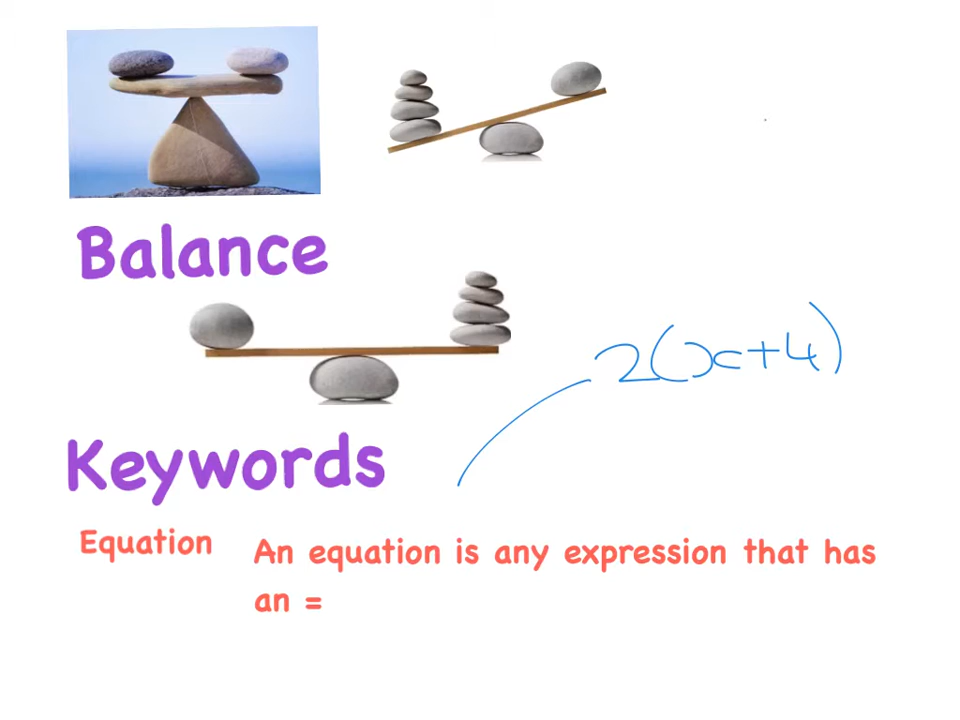 Balance
2(x+4)
Keywords
Equation An equation is any expression that has
an =